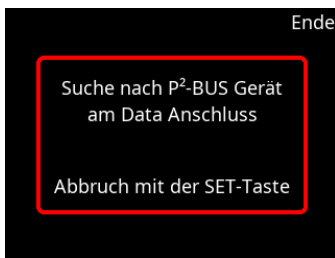 Ende
Suche nach P²-BUS Gerät
am Data Anschluss
Abbruch mit der SET-Taste